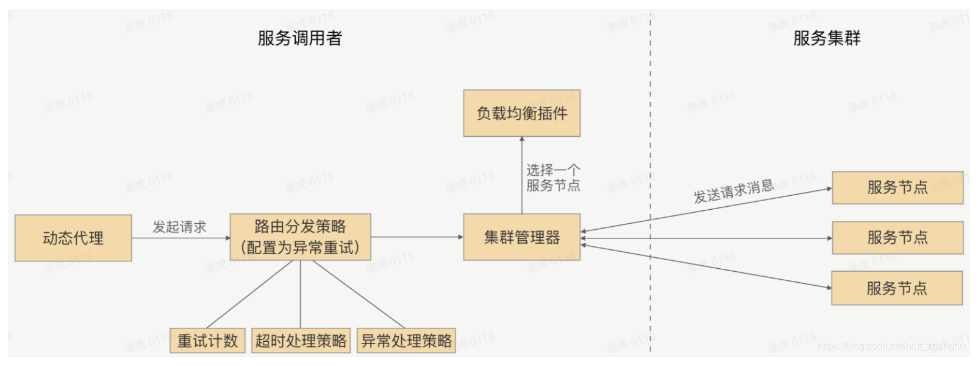 服务调用者
服务集群
负载均衡插件
选择一个
服务节点
发送请求消息
服务节点
动态代理
发起请求
路由分发策略
（配置为异常重试）
集群管理器
服务节点
服务节点
重试计数
超时处理策略
异常处理策略
张虎 0118